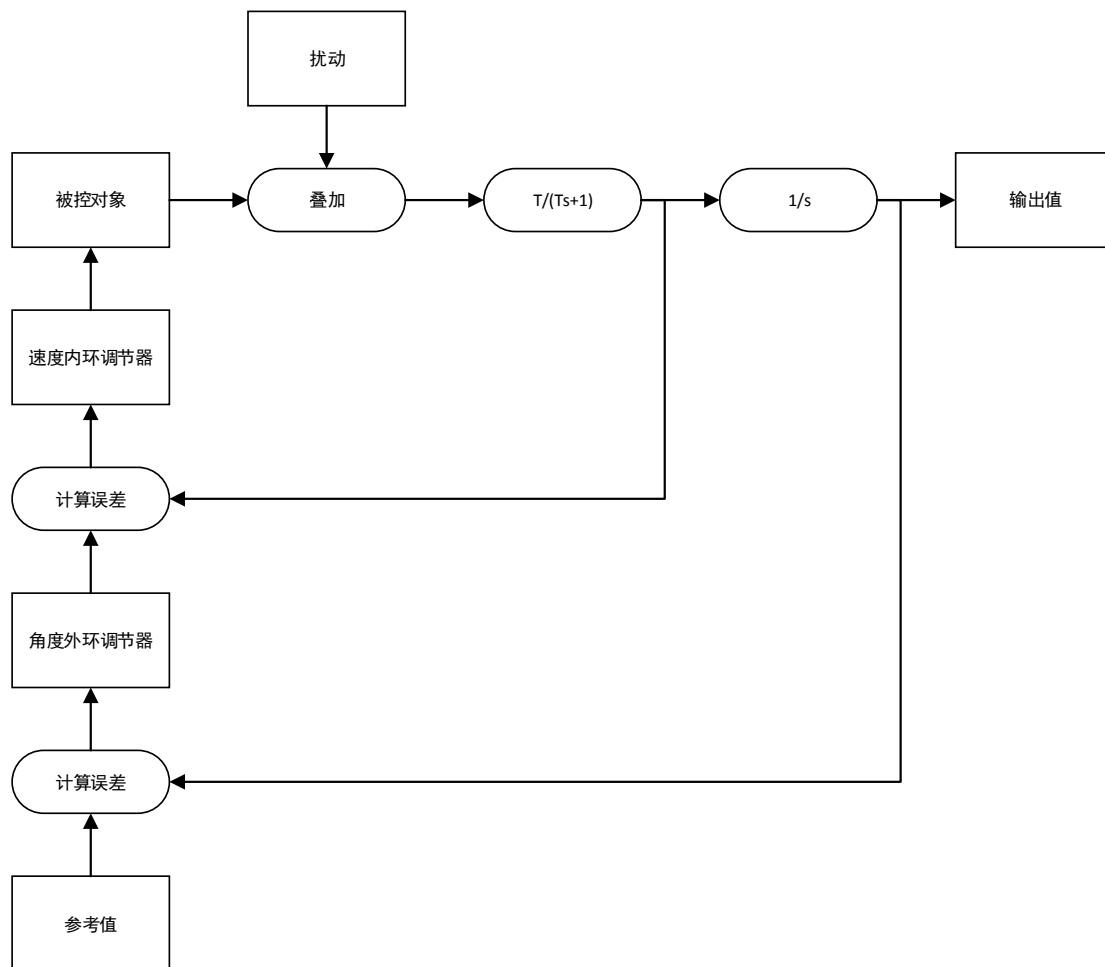 扰动
被控对象
叠加
T/(Ts+1)
1/s
输出值
速度内环调节器
计算误差
角度外环调节器
计算误差
参考值